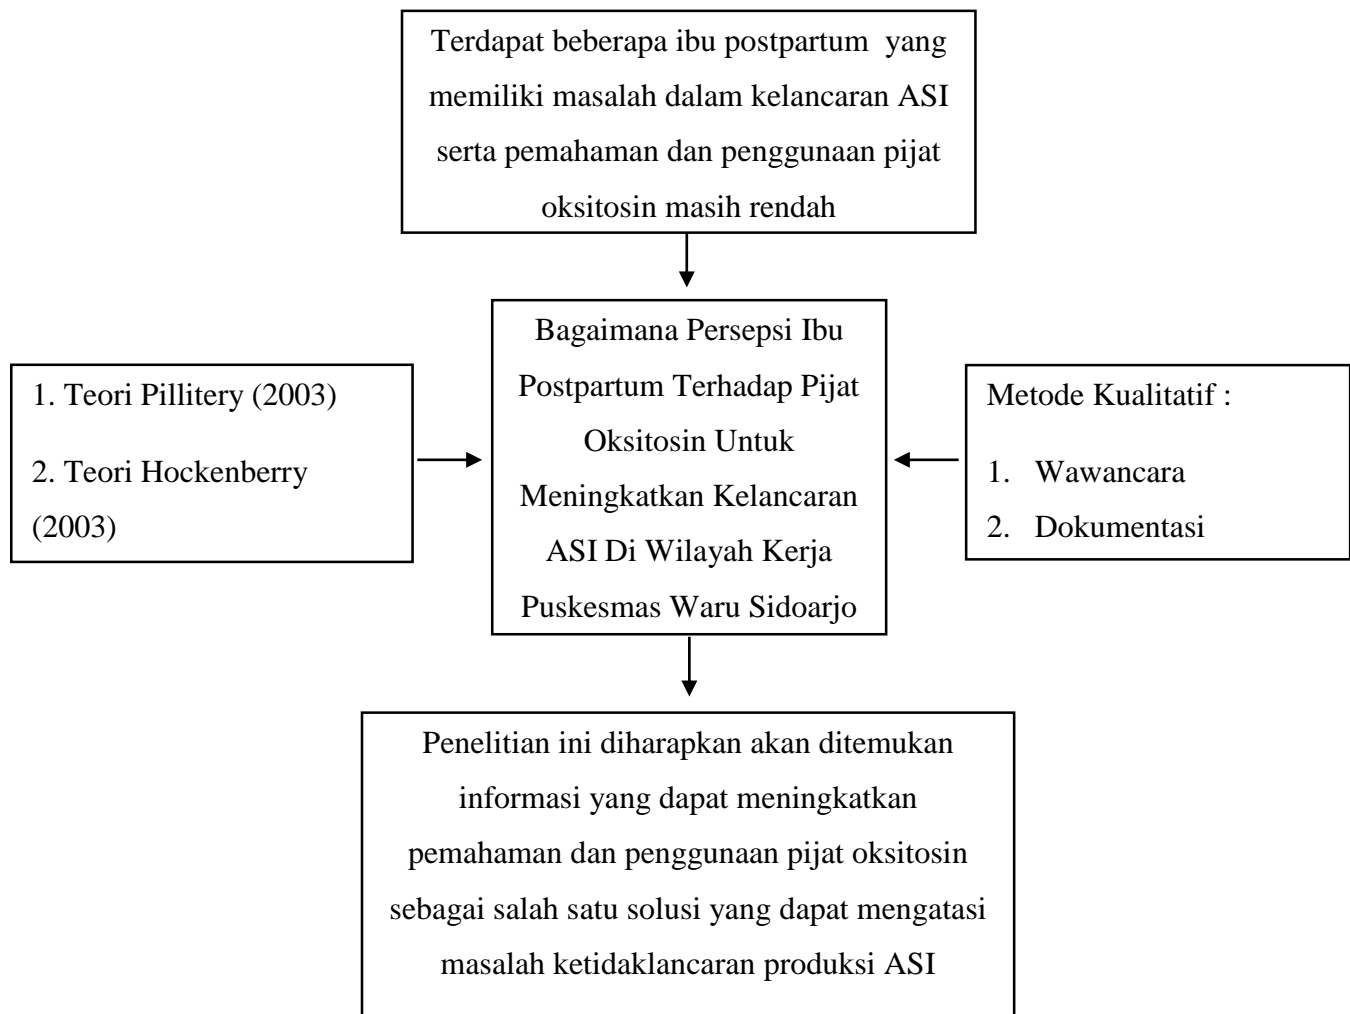 Terdapat beberapa ibu postpartum yang
memiliki masalah dalam kelancaran ASI
serta pemahaman dan penggunaan pijat
oksitosin masih rendah
Bagaimana Persepsi Ibu
Postpartum Terhadap Pijat
Oksitosin Untuk
Meningkatkan Kelancaran
ASI Di Wilayah Kerja
Puskesmas Waru Sidoarjo
1. Teori Pillitery (2003)
2. Teori Hockenberry
(2003)
Metode Kualitatif :
1. Wawancara
2. Dokumentasi
Penelitian ini diharapkan akan ditemukan
informasi yang dapat meningkatkan
pemahaman dan penggunaan pijat oksitosin
sebagai salah satu solusi yang dapat mengatasi
masalah ketidaklancaran produksi ASI